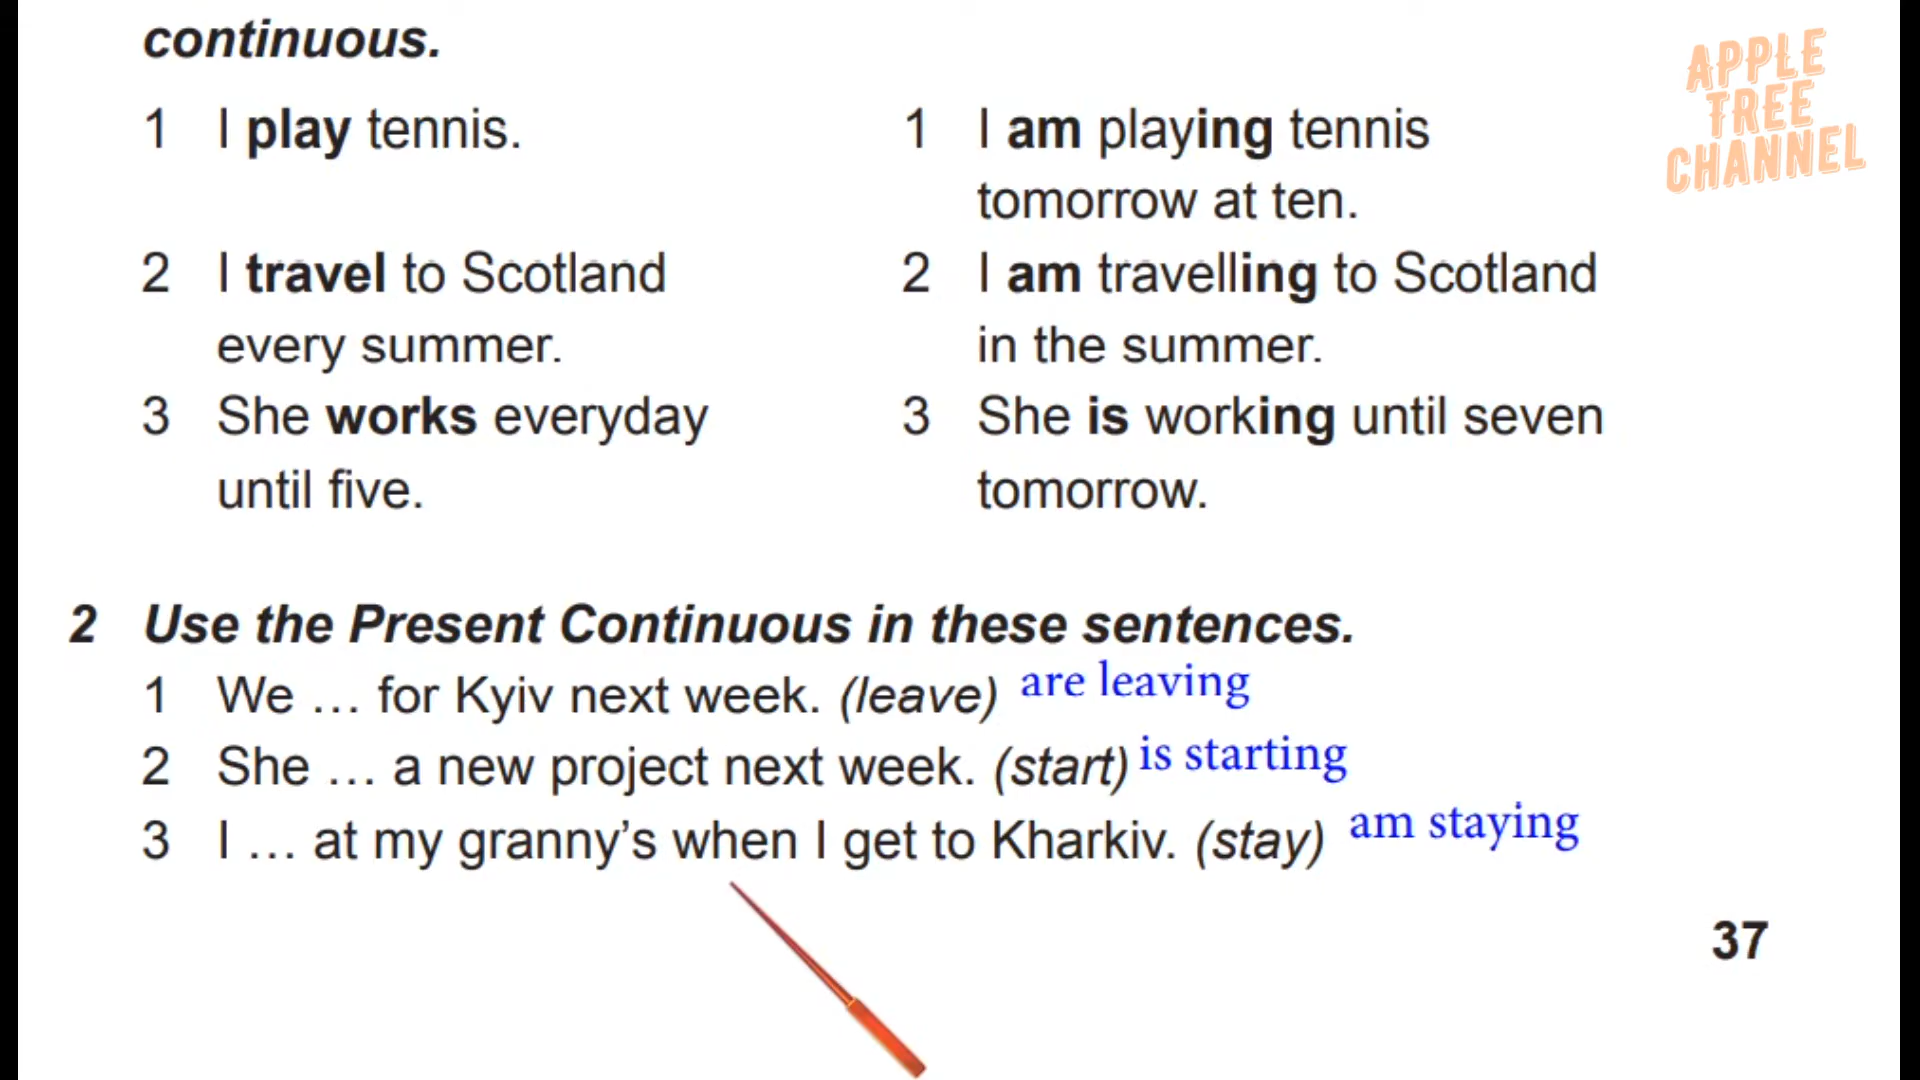 continuous.
APPLE
TREE
CHANNEL
1 I play tennis.
1 I am playing tennis
tomorrow at ten.
2 I travel to Scotland
every summer.
2 I am travelling to Scotland
in the summer.
3 She works everyday
until five.
3 She is working until seven
tomorrow.
2 Use the Present Continuous in these sentences.
1 We … for Kyiv next week. (leave) are leaving
2 She … a new project next week. (start) is starting
3 I … at my granny’s when I get to Kharkiv. (stay) am staying
37